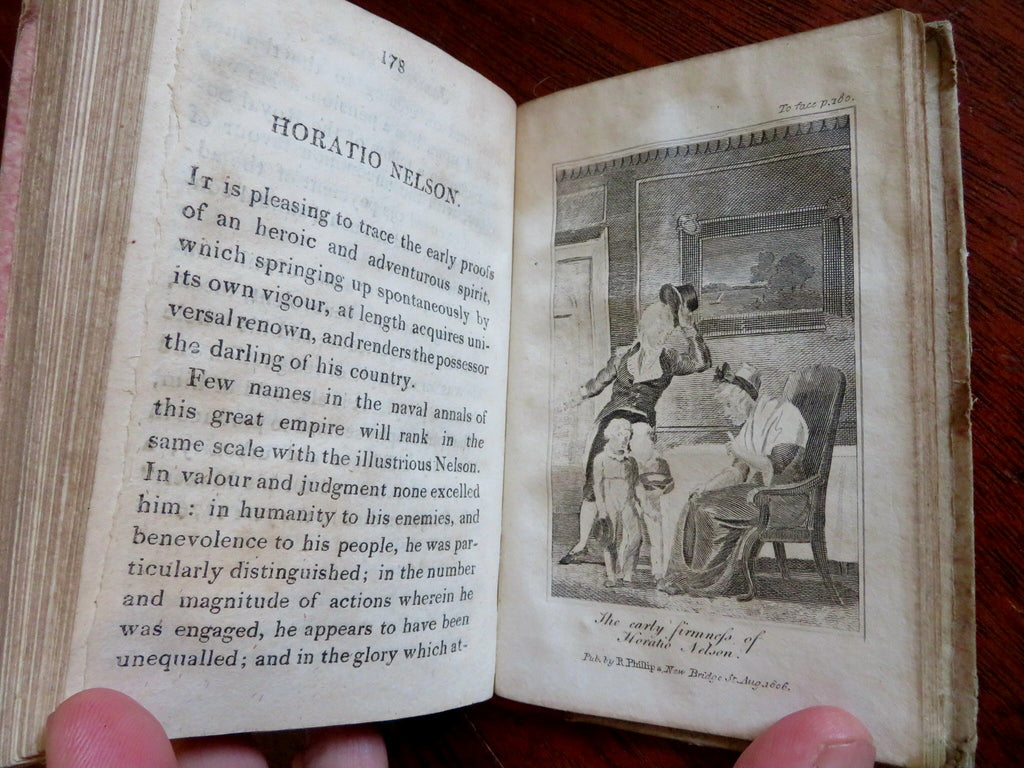 178
HORATIO NELSON.
IT is pleasing to trace the early proofs
of an heroic and adventurous spirit,
which springing up spontaneously by
its own vigour, at length acquires uni-
versal renown, and renders the possessor
the darling of his country.
Few names in the naval annals of
this great empire will rank in the
same scale with the illustrious Nelson.
In valour and judgment none excelled
him: in humanity to his enemies, and
benevolence to his people, he was par-
ticularly distinguished; in the number
and magnitude of actions wherein he
was engaged, he appears to have been
unequalled; and in the glory which at-
To face p.180.
The early firmneſs of
Horatio Nelson.
Pub. by R. Phillips, New Bridge St. Aug. 1806.